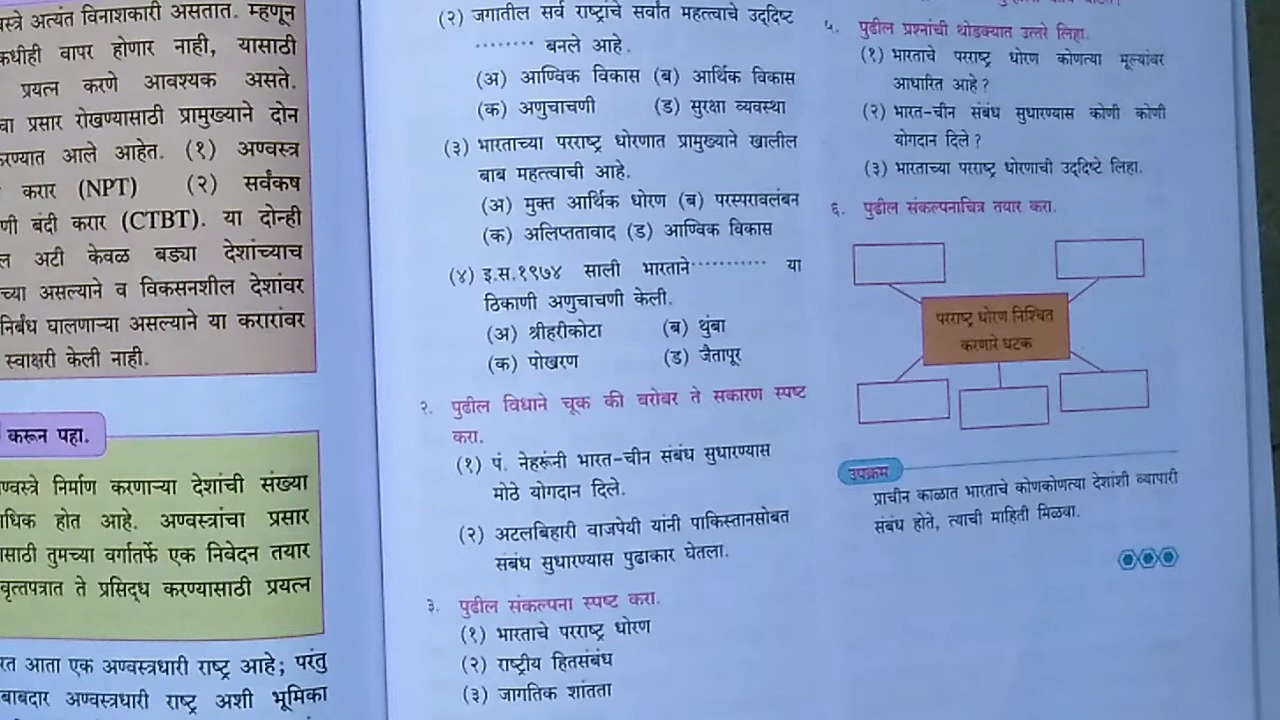 अत्यंत विनाशकारी असतात. म्हणून
कधीही वापर होणार नाही, यासाठी
प्रयत्न करणे आवश्यक असते.
प्रसार रोखण्यासाठी प्रामुख्याने दोन
आले आहेत. (१) अण्वस्त्र
करार (NPT) (२) सर्वंकष
बंदी करार (CTBT). या दोन्ही
अटी केवळ बड्या देशांच्याच
असल्याने व विकसनशील देशांवर
घालणाऱ्या असल्याने या करारांवर
स्वाक्षरी केली नाही.
करून पहा.
निर्माण करणाऱ्या देशांची संख्या
होत आहे. अण्वस्त्रांचा प्रसार
तुमच्या वर्गातर्फे एक निवेदन तयार
ते प्रसिद्ध करण्यासाठी प्रयत्न
आता एक अण्वस्त्रधारी राष्ट्र आहे; परंतु
अण्वस्त्रधारी राष्ट्र अशी भूमिका
(२) जगातील सर्व राष्ट्रांचे सर्वांत महत्त्वाचे उद्दिष्ट
........ बनले आहे.
(अ) आण्विक विकास (ब) आर्थिक विकास
(क) अणुचाचणी (ड) सुरक्षा व्यवस्था
(३) भारताच्या परराष्ट्र धोरणात प्रामुख्याने खालील
बाब महत्त्वाची आहे.
(अ) मुक्त आर्थिक धोरण (ब) परस्परावलंबन
(क) अलिप्ततावाद (ड) आण्विक विकास
(४) इ.स.१९७४ साली भारताने .......... या
ठिकाणी अणुचाचणी केली.
(अ) श्रीहरीकोटा (ब) थुंबा
(क) पोखरण (ड) जैतापूर
२. पुढील विधाने चूक की बरोबर ते सकारण स्पष्ट
करा.
(१) पं. नेहरूंनी भारत-चीन संबंध सुधारण्यास
मोठे योगदान दिले.
(२) अटलबिहारी वाजपेयी यांनी पाकिस्तानसोबत
संबंध सुधारण्यास पुढाकार घेतला.
३. पुढील संकल्पना स्पष्ट करा.
(१) भारताचे परराष्ट्र धोरण
(२) राष्ट्रीय हितसंबंध
(३) जागतिक शांतता
५. पुढील प्रश्नांची थोडक्यात उत्तरे लिहा.
(१) भारताचे परराष्ट्र धोरण कोणत्या मूल्यांवर
आधारित आहे ?
(२) भारत-चीन संबंध सुधारण्यास कोणी कोणी
योगदान दिले ?
(३) भारताच्या परराष्ट्र धोरणाची उद्दिष्टे लिहा.
६. पुढील संकल्पनाचित्र तयार करा.
परराष्ट्र धोरण निश्चित
करणारे घटक
उपक्रम
प्राचीन काळात भारताचे कोणकोणत्या देशांशी व्यापारी
संबंध होते, त्याची माहिती मिळवा.